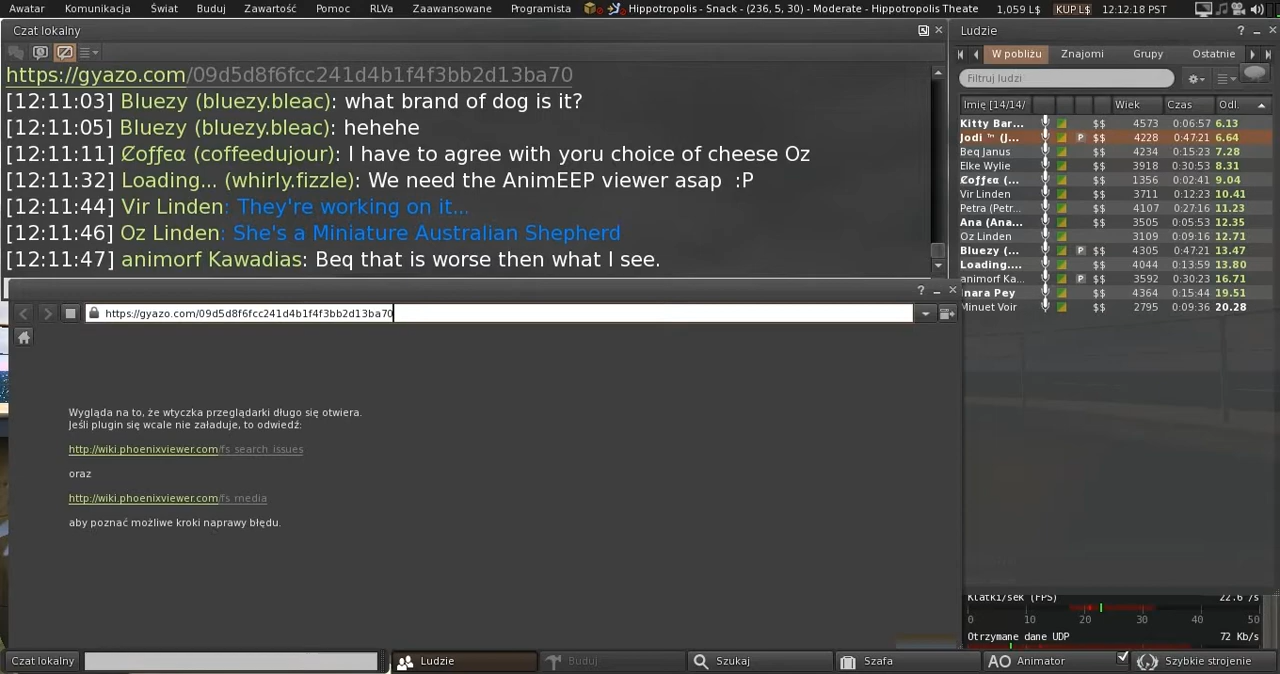 Awatar Komunikacja Świat Buduj Zawartość Pomoc RLVa Zaawansowane Programista Hippotropolis - Snack - (236, 5, 30) - Moderate - Hippotropolis Theate 1,059 L$ KUP L$ 12:12:18 PST
Czat lokalny
https://gyazo.com/09d5d8f6fcc241d4b1f4f3bb2d13ba70
[12:11:03] Bluezy (bluezy.bleac): what brand of dog is it?
[12:11:05] Bluezy (bluezy.bleac): hehehe
[12:11:11] Ȼσƒƒєα (coffeedujour): I have to agree with yoru choice of cheese Oz
[12:11:32] Loading... (whirly.fizzle): We need the AnimEEP viewer asap :P
[12:11:44] Vir Linden: They're working on it...
[12:11:46] Oz Linden: She's a Miniature Australian Shepherd
[12:11:47] animorf Kawadias: Beq that is worse then what I see.
https://gyazo.com/09d5d8f6fcc241d4b1f4f3bb2d13ba70
Wygląda na to, że wtyczka przeglądarki długo się otwiera.
Jeśli plugin się wcale nie załaduje, to odwiedź:
http://wiki.phoenixviewer.com/fs_search_issues
oraz
http://wiki.phoenixviewer.com/fs_media
aby poznać możliwe kroki naprawy błędu.
Ludzie
W pobliżu Znajomi Grupy Ostatnie
Filtruj ludzi
Imię [14/14/ Wiek Czas Odl.
Kitty Bar... $$ 4573 0:06:57 6.13
Jodi ™ (J... P $$ 4228 0:47:21 6.64
Beq Janus $$ 4234 0:15:23 7.28
Elke Wylie $$ 3918 0:30:53 8.31
Ȼσƒƒєα (... $$ 1356 0:02:41 9.04
Vir Linden $$ 3711 0:12:23 10.41
Petra (Petr... $$ 4107 0:27:16 11.23
Ana (Ana... $$ 3505 0:05:53 12.35
Oz Linden 3109 0:09:16 12.71
Bluezy (... P $$ 4305 0:47:21 13.47
Loading.... $$ 4044 0:13:59 13.80
animorf Ka... P $$ 3592 0:30:23 16.71
Inara Pey $$ 4364 0:15:44 19.51
Minuet Voir $$ 2795 0:09:36 20.28
Klatki/sek (FPS) 22.6 /s
0 10 20 30 40 50
Otrzymane dane UDP 72 Kb/s
Czat lokalny Ludzie Buduj Szukaj Szafa AO Animator Szybkie strojenie